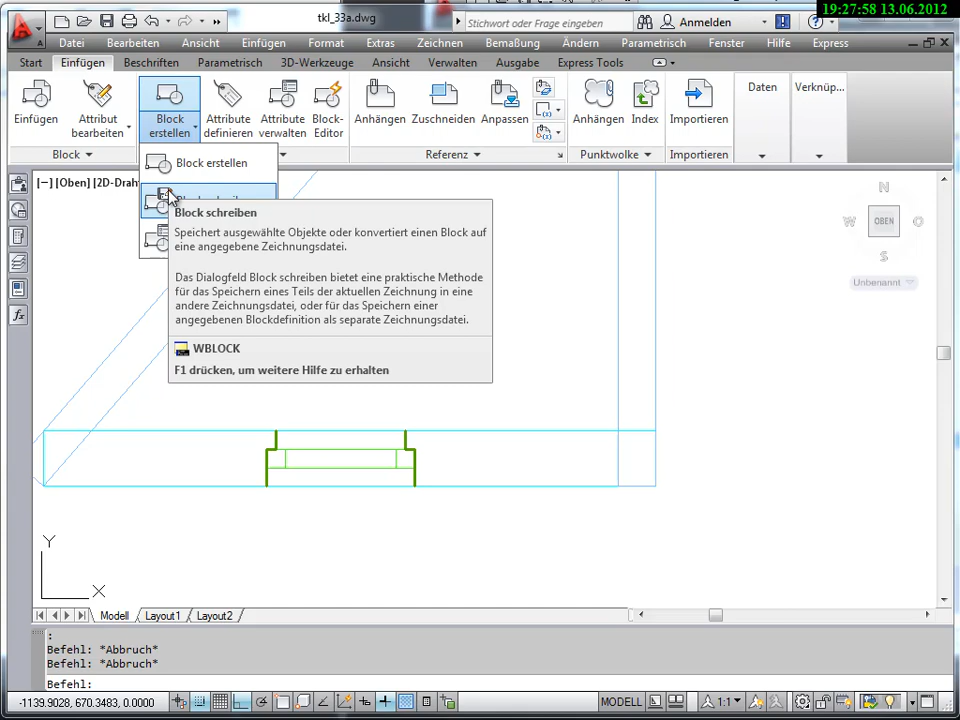 19:27:58 13.06.2012
tkl_33a.dwg
Stichwort oder Frage eingeben
Anmelden
Datei Bearbeiten Ansicht Einfügen Format Extras Zeichnen Bemaßung Ändern Parametrisch Fenster Hilfe Express
Start Einfügen Beschriften Parametrisch 3D-Werkzeuge Ansicht Verwalten Ausgabe Express Tools
Einfügen
Attribut bearbeiten
Block erstellen
Attribute definieren
Attribute verwalten
Block-Editor
Anhängen
Zuschneiden
Anpassen
Anhängen
Index
Importieren
Daten
Verknüp...
Block
Referenz
Punktwolke
Importieren
Block erstellen
[−] [Oben] [2D-Drah
Block schreiben
Speichert ausgewählte Objekte oder konvertiert einen Block auf
eine angegebene Zeichnungsdatei.
Das Dialogfeld Block schreiben bietet eine praktische Methode
für das Speichern eines Teils der aktuellen Zeichnung in eine
andere Zeichnungsdatei, oder für das Speichern einer
angegebenen Blockdefinition als separate Zeichnungsdatei.
WBLOCK
F1 drücken, um weitere Hilfe zu erhalten
N
W OBEN O
S
Unbenannt
Y
X
Modell Layout1 Layout2
:
Befehl: *Abbruch*
Befehl: *Abbruch*
Befehl:
-1139.9028, 670.3483, 0.0000
MODELL
1:1